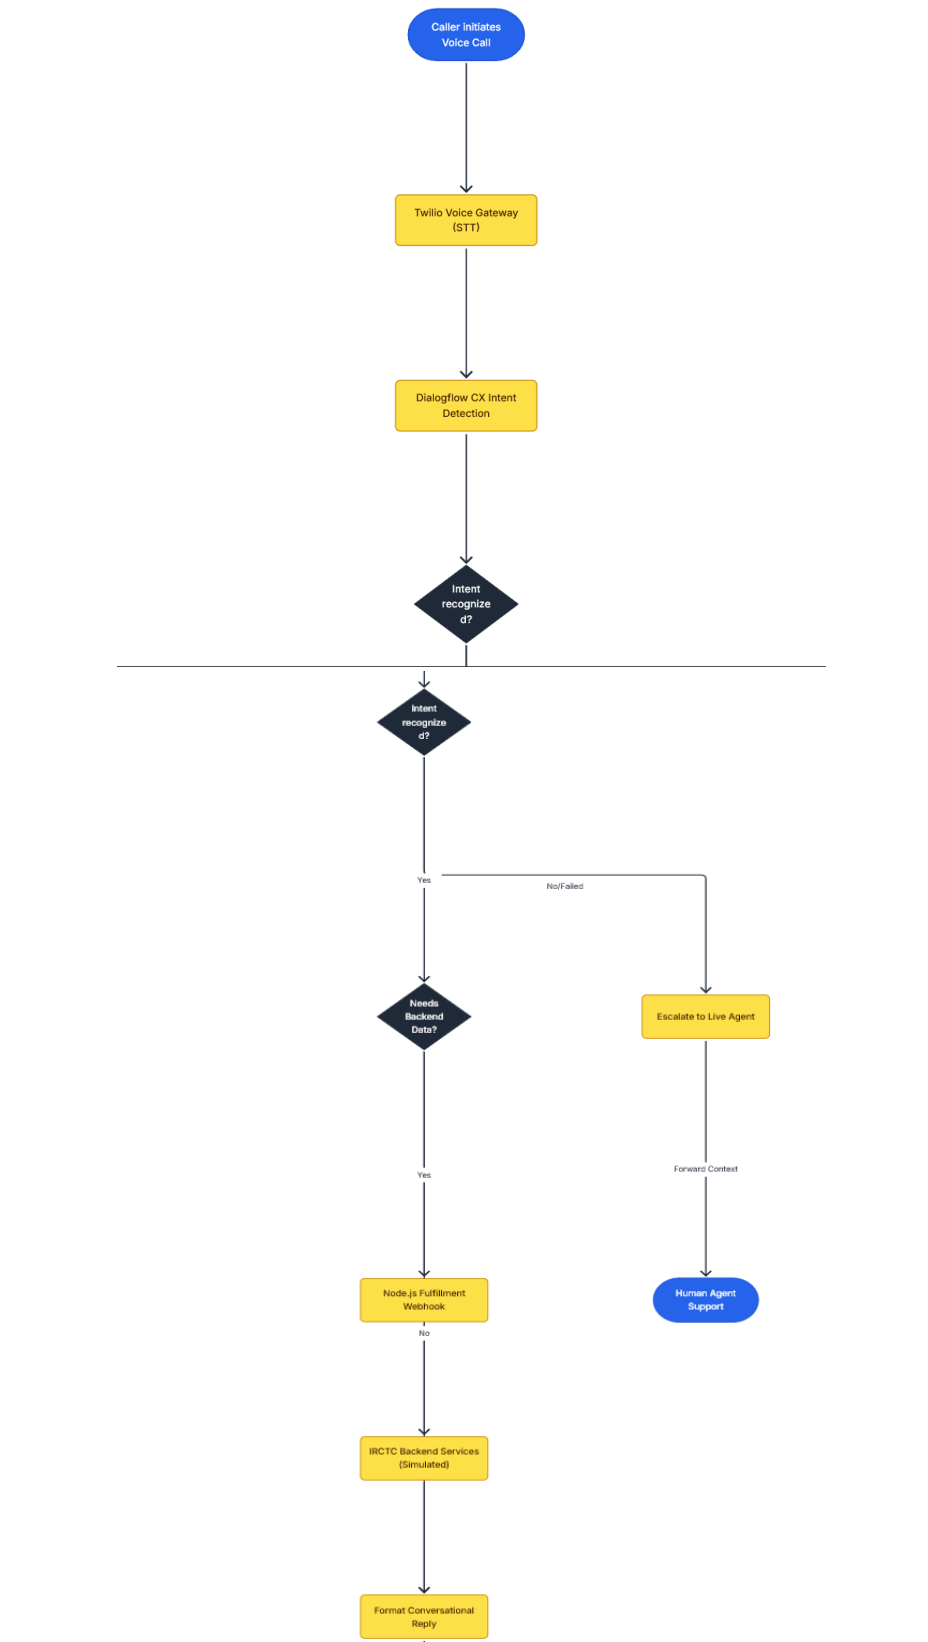 Caller initiates
Voice Call
Twilio Voice Gateway
(STT)
Dialogflow CX Intent
Detection
Intent
recognize
d?
Intent
recognize
d?
Yes
No/Failed
Needs
Backend
Data?
Escalate to Live Agent
Yes
Forward Context
Node.js Fulfillment
Webhook
Human Agent
Support
No
IRCTC Backend Services
(Simulated)
Format Conversational
Reply